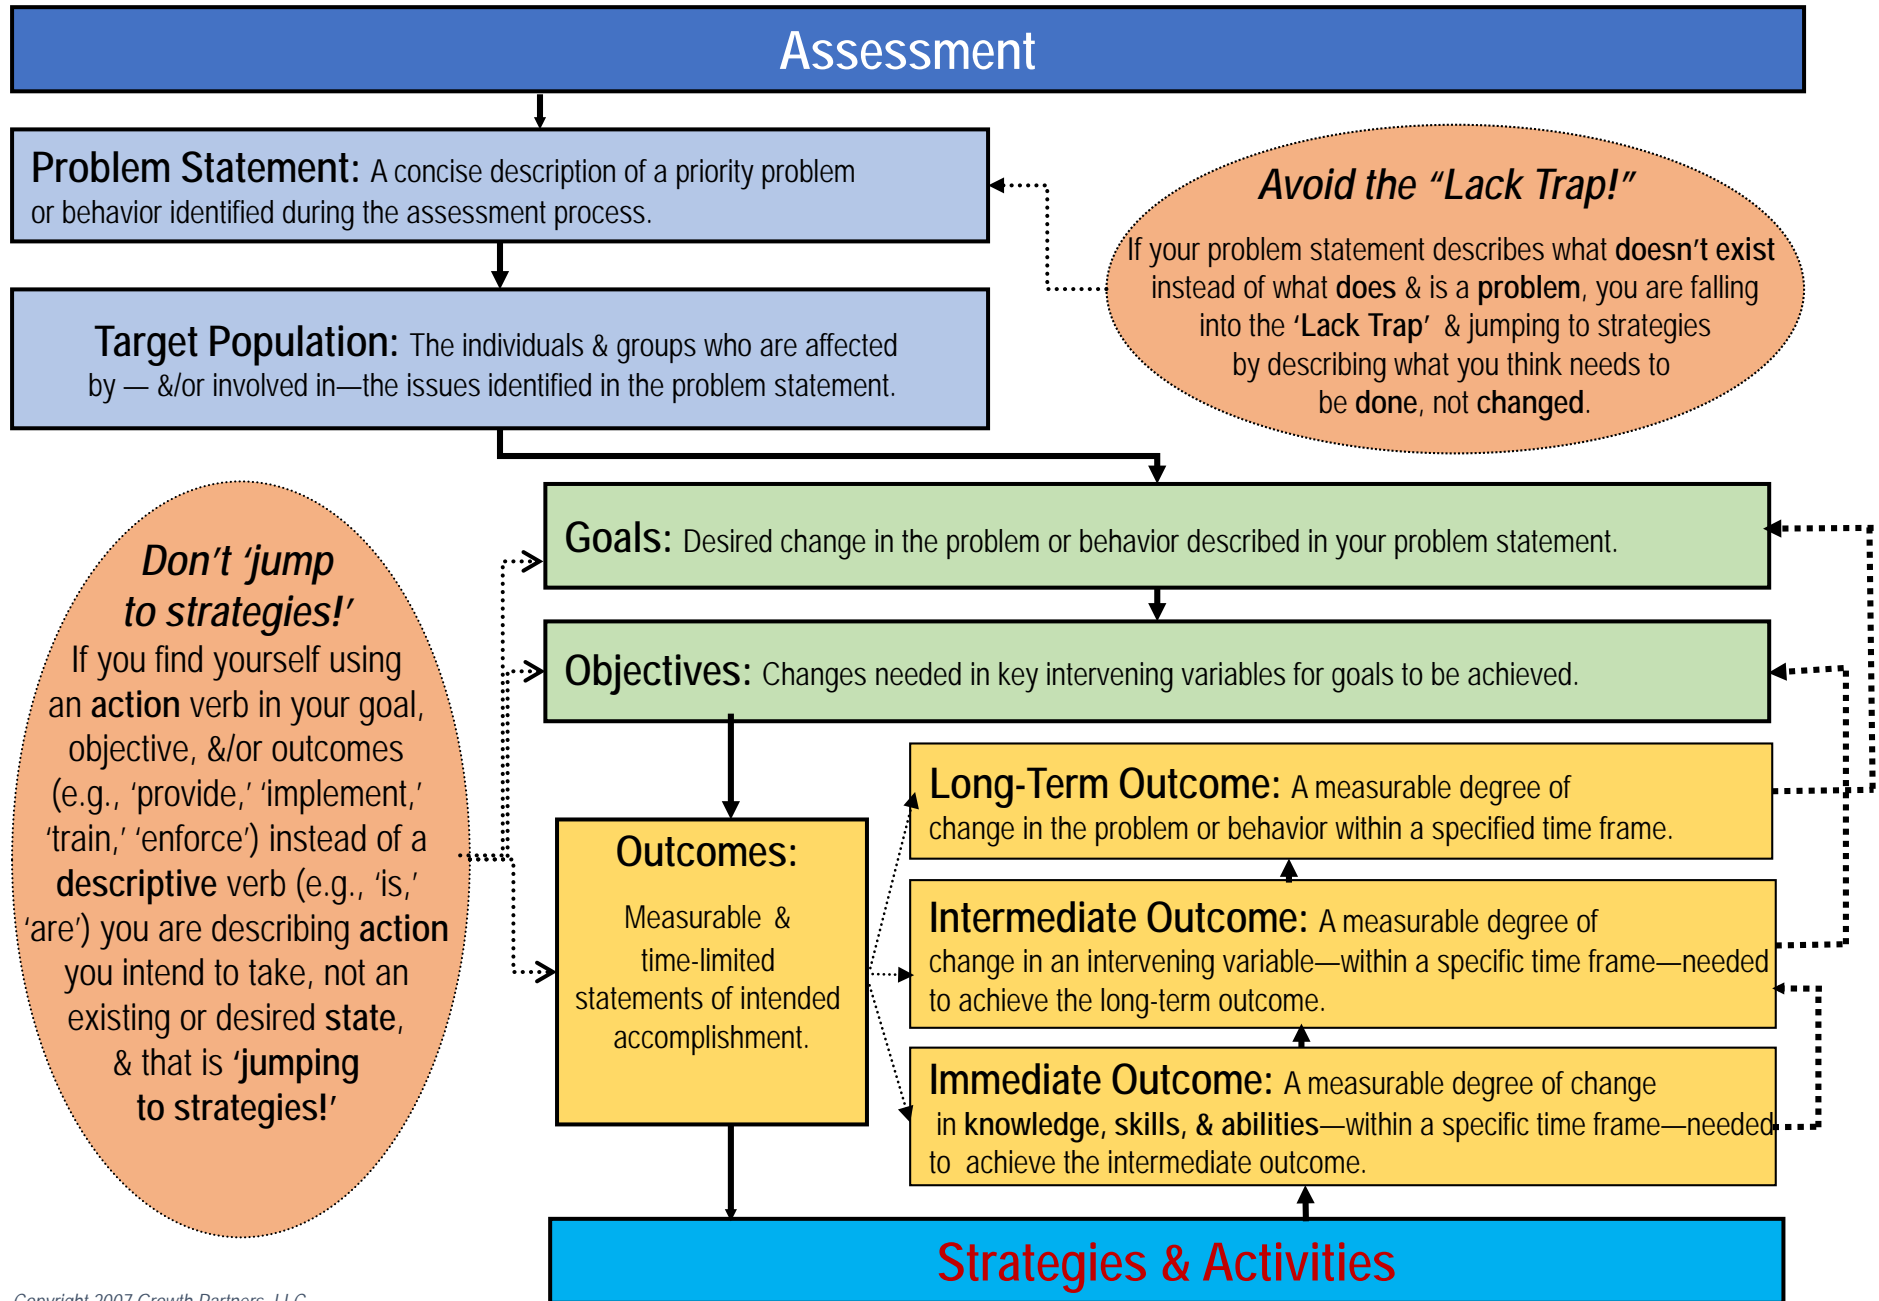 Assessment
Problem Statement: A concise description of a priority problem
or behavior identified during the assessment process.
Avoid the “Lack Trap!”
If your problem statement describes what doesn’t exist
instead of what does & is a problem, you are falling
into the ‘Lack Trap’ & jumping to strategies
by describing what you think needs to
be done, not changed.
Target Population: The individuals & groups who are affected
by — &/or involved in—the issues identified in the problem statement.
Goals: Desired change in the problem or behavior described in your problem statement.
Objectives: Changes needed in key intervening variables for goals to be achieved.
Don’t ‘jump
to strategies!’
If you find yourself using
an action verb in your goal,
objective, &/or outcomes
(e.g., ‘provide,’ ‘implement,’
‘train,’ ‘enforce’) instead of a
descriptive verb (e.g., ‘is,’
‘are’) you are describing action
you intend to take, not an
existing or desired state,
& that is ‘jumping
to strategies!’
Outcomes:
Measurable &
time-limited
statements of intended
accomplishment.
Long-Term Outcome: A measurable degree of
change in the problem or behavior within a specified time frame.
Intermediate Outcome: A measurable degree of
change in an intervening variable—within a specific time frame—needed
to achieve the long-term outcome.
Immediate Outcome: A measurable degree of change
in knowledge, skills, & abilities—within a specific time frame—needed
to achieve the intermediate outcome.
Strategies & Activities
Copyright 2007 Growth Partners, LLC